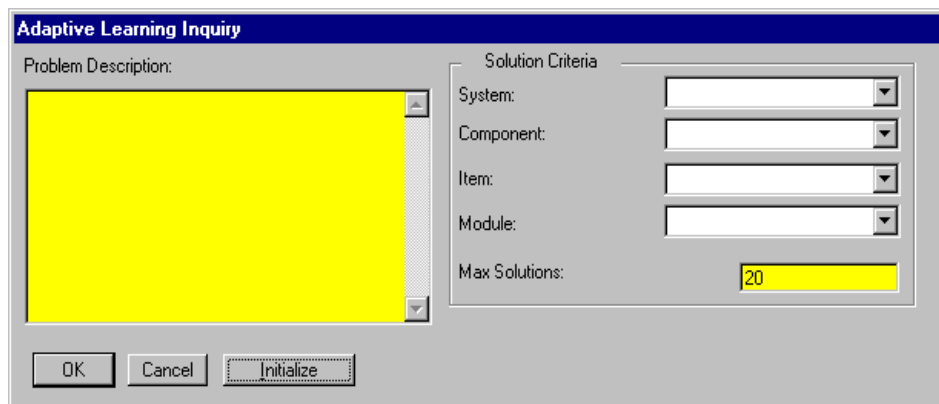 Adaptive Learning Inquiry
Problem Description:
Solution Criteria
System:
Component:
Item:
Module:
Max Solutions:
20
OK
Cancel
Initialize